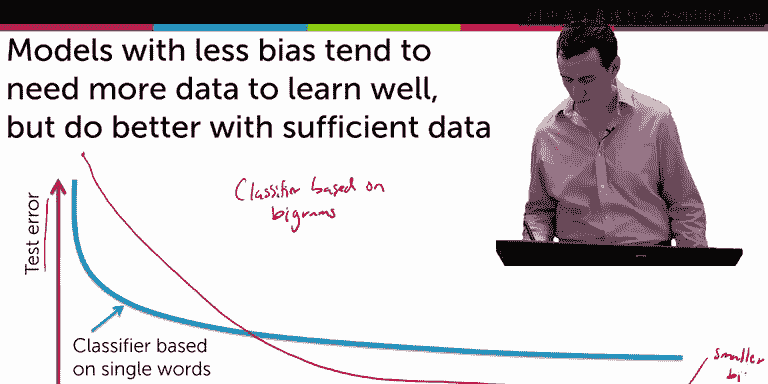 Models with less bias tend to
need more data to learn well,
but do better with sufficient data
Classifier based on
bigrams
Test error
Classifier based
on single words
smaller